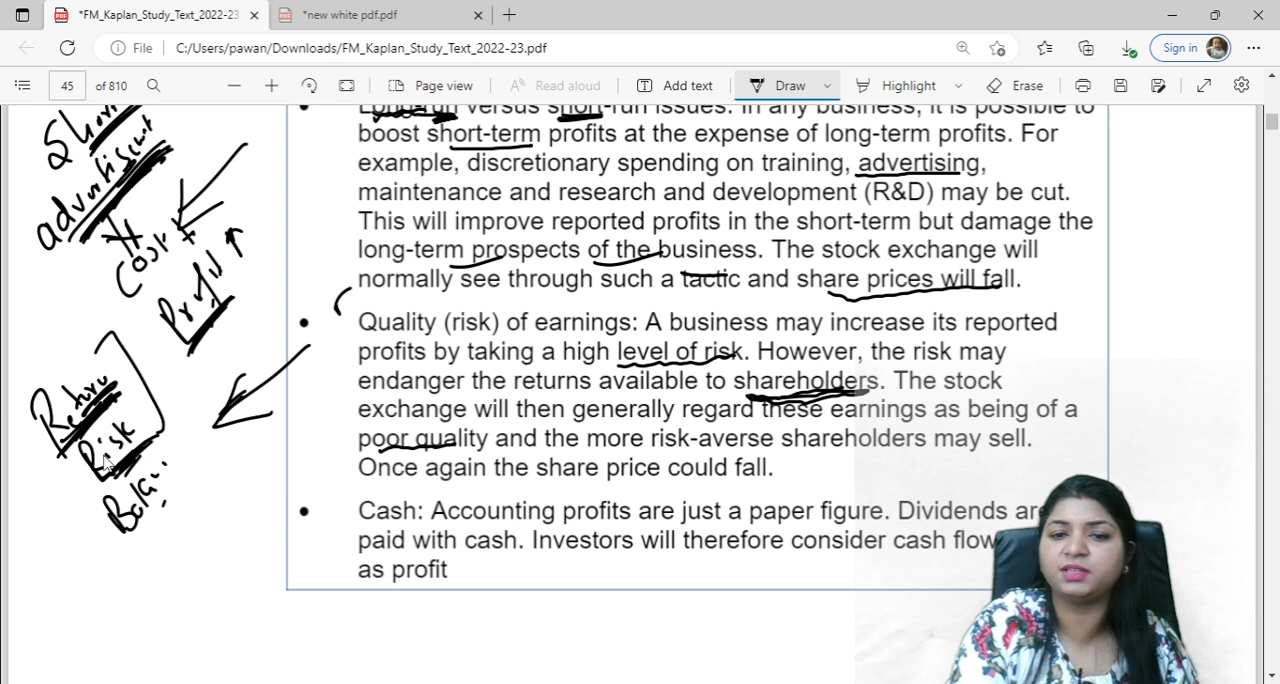 *FM_Kaplan_Study_Text_2022-23.
*new white pdf.pdf
File
C:/Users/pawan/Downloads/FM_Kaplan_Study_Text_2022-23.pdf
Sign in
45
of 810
Page view
Read aloud
Add text
Draw
Highlight
Erase
• Long-run versus short-run issues: In any business, it is possible to
boost short-term profits at the expense of long-term profits. For
example, discretionary spending on training, advertising,
maintenance and research and development (R&D) may be cut.
This will improve reported profits in the short-term but damage the
long-term prospects of the business. The stock exchange will
normally see through such a tactic and share prices will fall.
• Quality (risk) of earnings: A business may increase its reported
profits by taking a high level of risk. However, the risk may
endanger the returns available to shareholders. The stock
exchange will then generally regard these earnings as being of a
poor quality and the more risk-averse shareholders may sell.
Once again the share price could fall.
• Cash: Accounting profits are just a paper figure. Dividends are
paid with cash. Investors will therefore consider cash flow
as profit
Cost
Profit ↑
Return
Risk